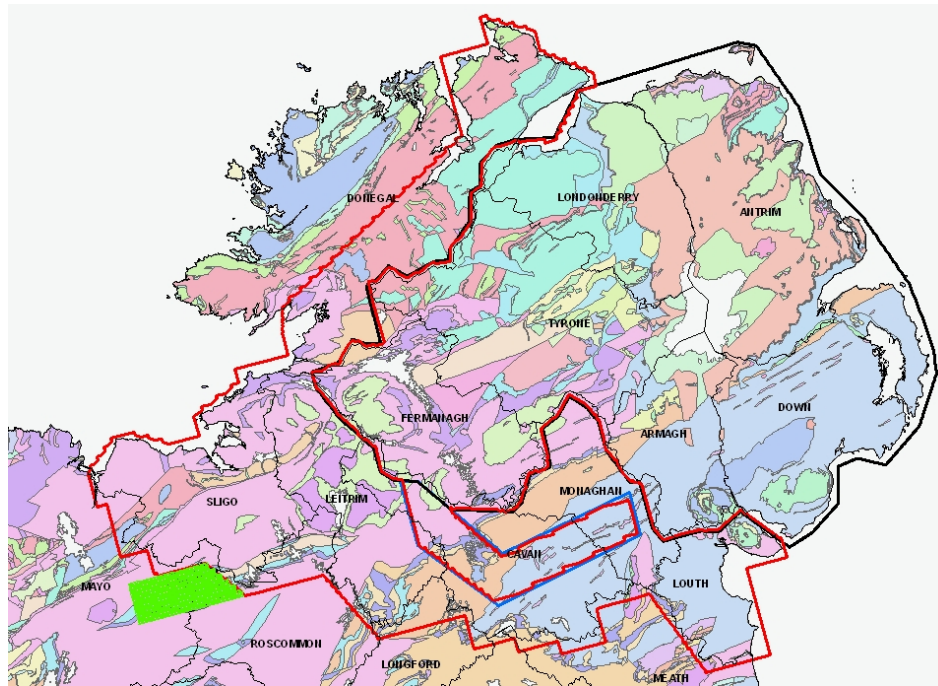 DONEGAL
LONDONDERRY
ANTRIM
TYRONE
DOWN
FERMANAGH
ARMAGH
MONAGHAN
SLIGO
LEITRIM
CAVAN
MAYO
LOUTH
ROSCOMMON
LONGFORD
MEATH